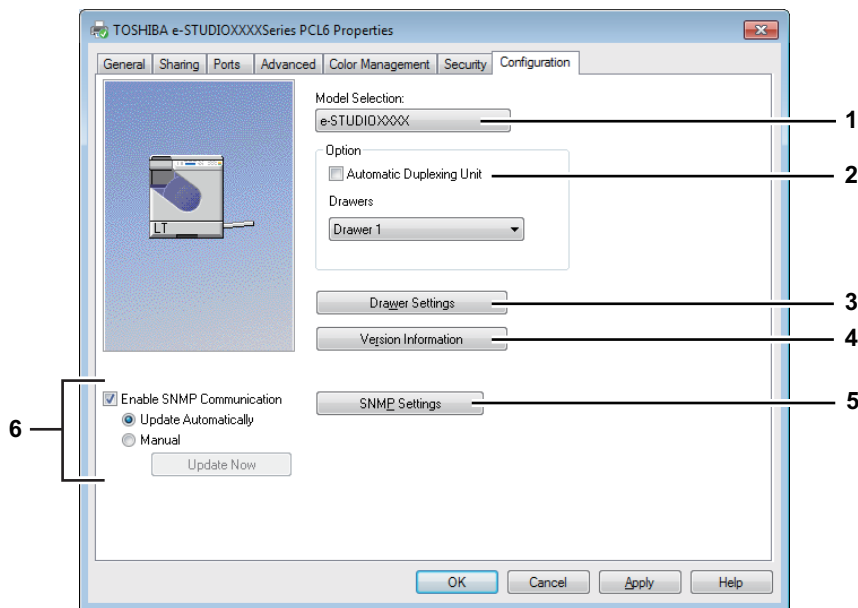 TOSHIBA e-STUDIOXXXXSeries PCL6 Properties
General Sharing Ports Advanced Color Management Security Configuration
Model Selection:
e-STUDIOXXXX
1
Option
Automatic Duplexing Unit
2
Drawers
Drawer 1
LT
Drawer Settings
3
Version Information
4
Enable SNMP Communication
SNMP Settings
5
Update Automatically
6
Manual
Update Now
OK Cancel Apply Help